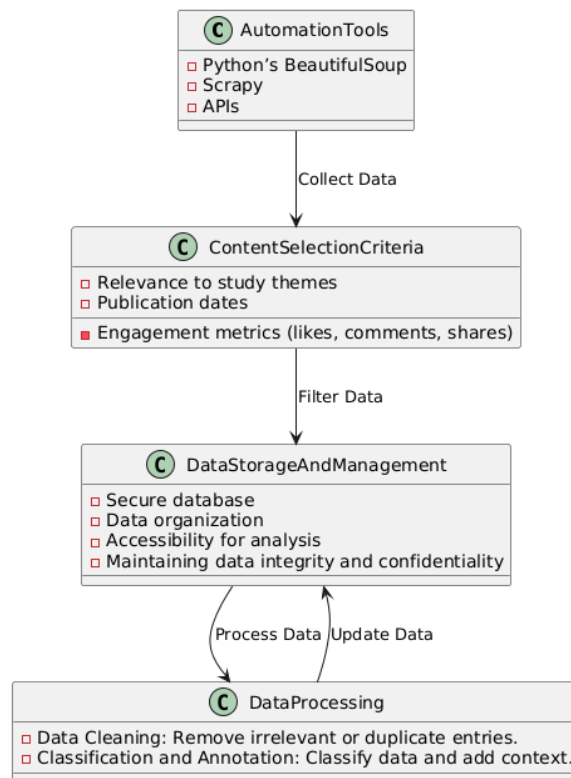 C AutomationTools
Python’s BeautifulSoup
Scrapy
APIs
Collect Data
C ContentSelectionCriteria
Relevance to study themes
Publication dates
Engagement metrics (likes, comments, shares)
Filter Data
C DataStorageAndManagement
Secure database
Data organization
Accessibility for analysis
Maintaining data integrity and confidentiality
Process Data
Update Data
C DataProcessing
Data Cleaning: Remove irrelevant or duplicate entries.
Classification and Annotation: Classify data and add context.